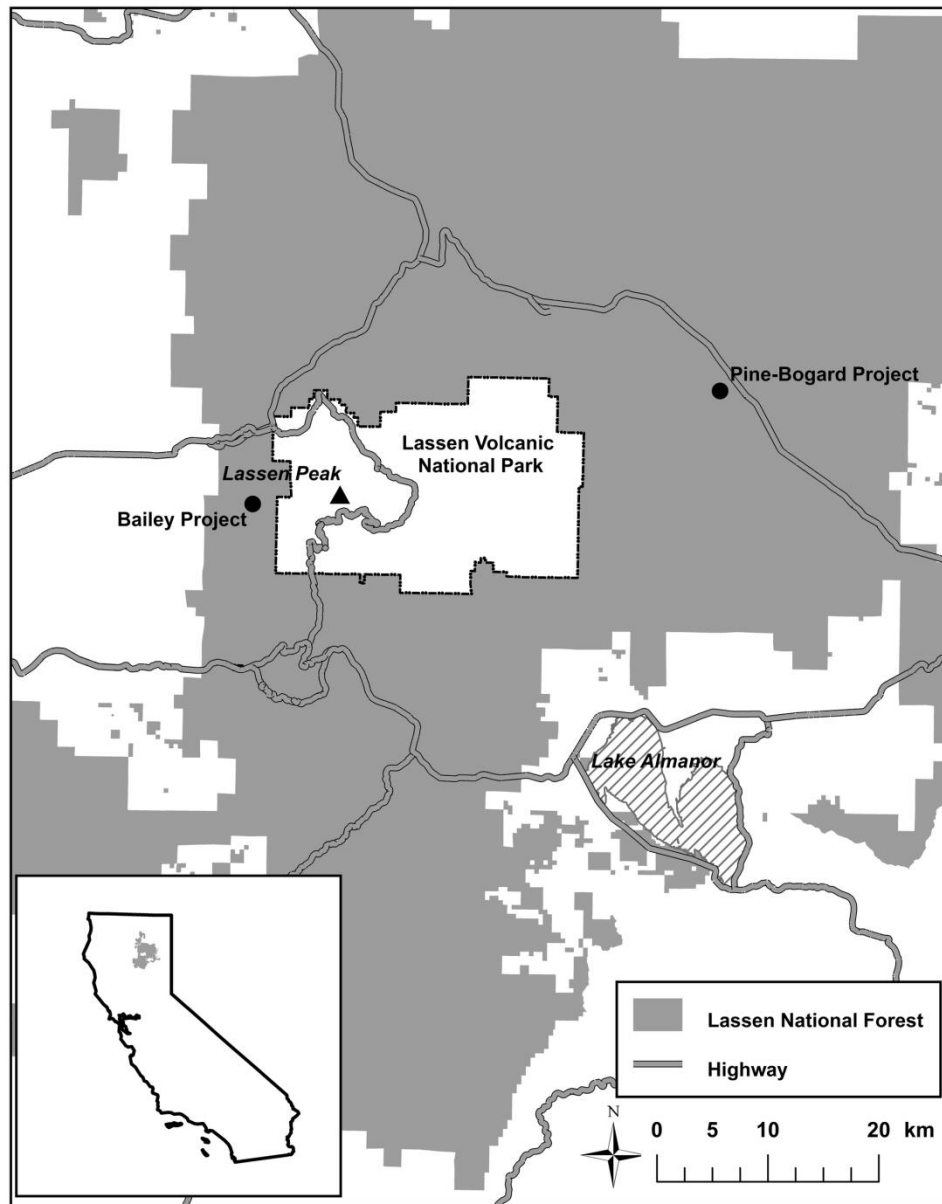 Pine-Bogard Project
Lassen Volcanic
National Park
Lassen Peak
Bailey Project
Lake Almanor
Lassen National Forest
Highway
N
0 5 10 20 km